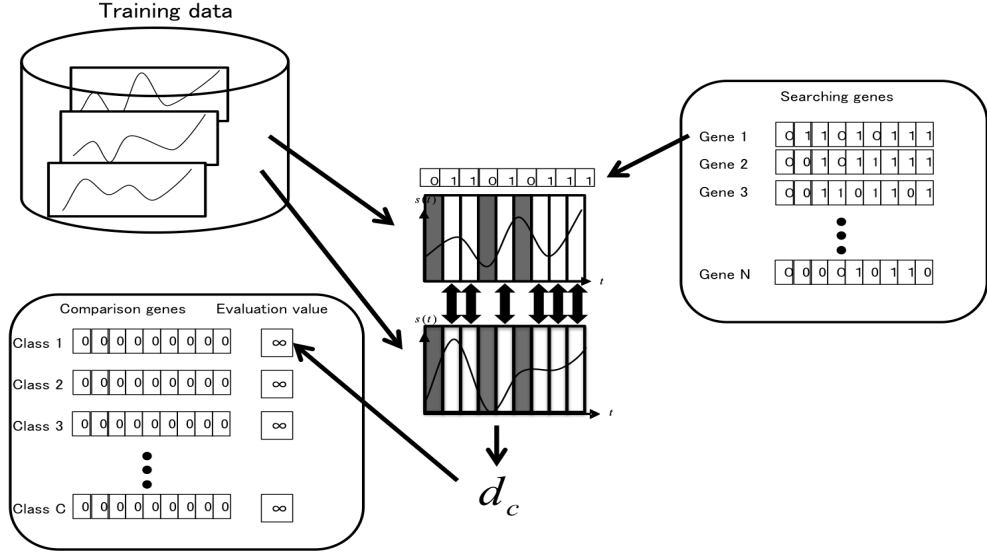 Training data
Searching genes
Gene 1 0 1 1 0 1 0 1 1 1
Gene 2 0 0 1 0 1 1 1 1 1
Gene 3 0 0 1 1 0 1 1 0 1
Gene N 0 0 0 0 1 0 1 1 0
0 1 1 0 1 0 1 1 1
s(t)
t
s(t)
t
d_c
Comparison genes Evaluation value
Class 1 0 0 0 0 0 0 0 0 0 ∞
Class 2 0 0 0 0 0 0 0 0 0 ∞
Class 3 0 0 0 0 0 0 0 0 0 ∞
Class C 0 0 0 0 0 0 0 0 0 ∞